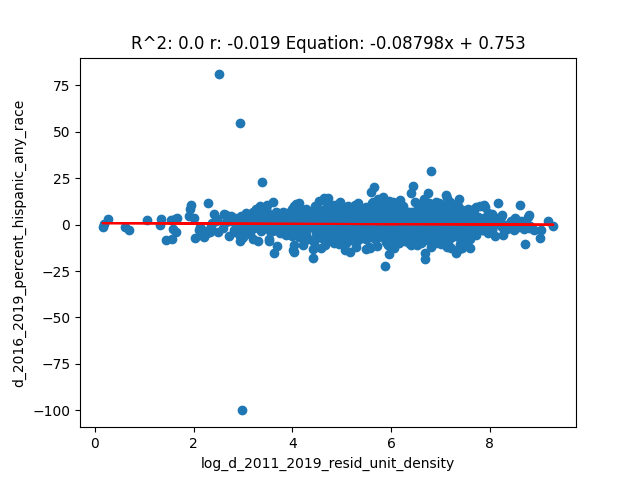 R^2: 0.0 r: -0.019 Equation: -0.08798x + 0.753
d_2016_2019_percent_hispanic_any_race
75
50
25
0
−25
−50
−75
−100
0 2 4 6 8
log_d_2011_2019_resid_unit_density